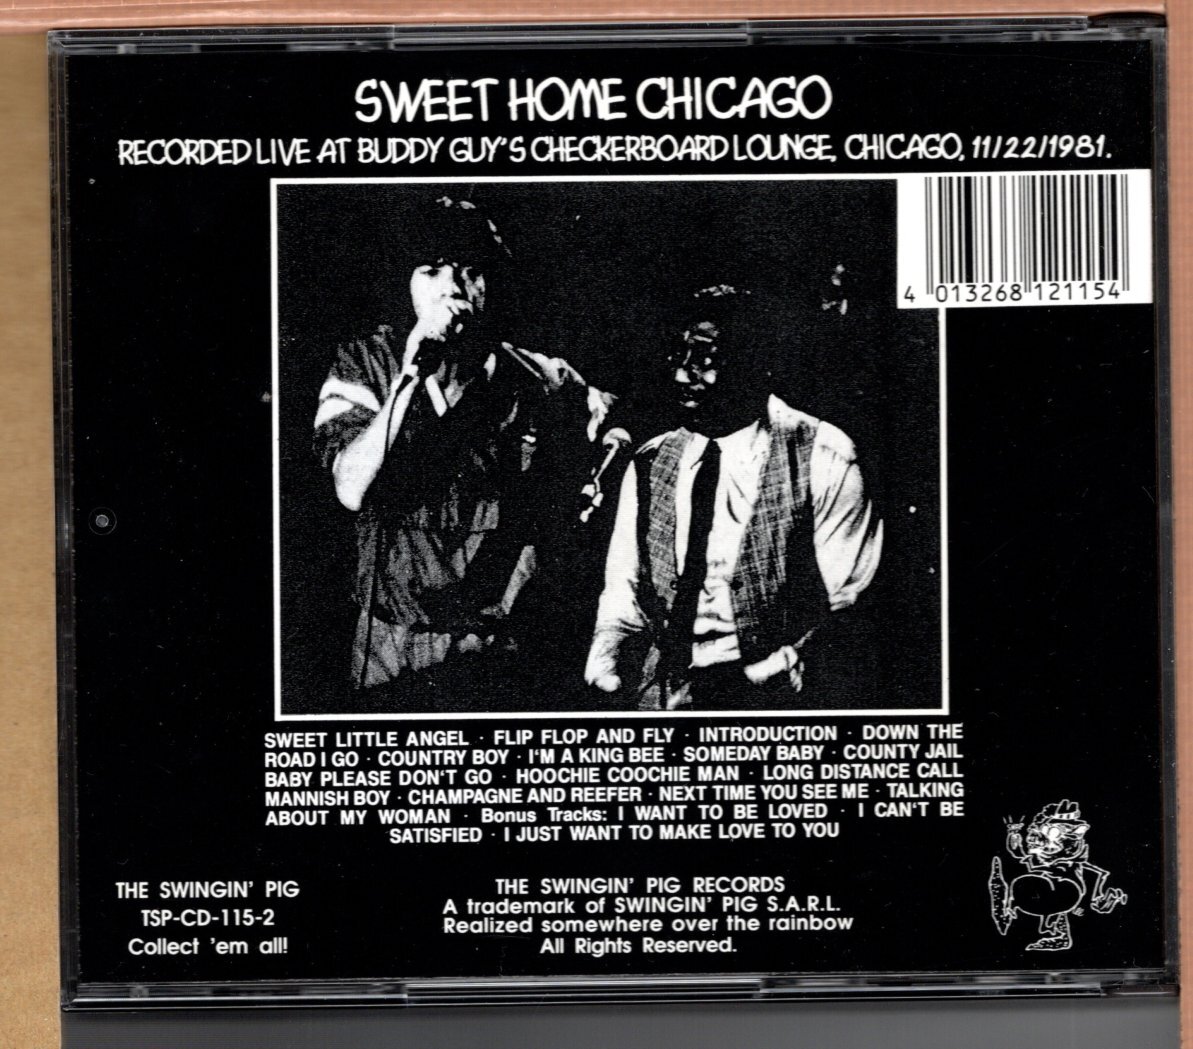 SWEET HOME CHICAGO
RECORDED LIVE AT BUDDY GUY'S CHECKERBOARD LOUNGE, CHICAGO, 11/22/1981.
4 013268 121154
SWEET LITTLE ANGEL · FLIP FLOP AND FLY · INTRODUCTION · DOWN THE
ROAD I GO · COUNTRY BOY · I'M A KING BEE · SOMEDAY BABY · COUNTY JAIL
BABY PLEASE DON'T GO · HOOCHIE COOCHIE MAN · LONG DISTANCE CALL
MANNISH BOY · CHAMPAGNE AND REEFER · NEXT TIME YOU SEE ME · TALKING
ABOUT MY WOMAN · Bonus Tracks: I WANT TO BE LOVED · I CAN'T BE
SATISFIED · I JUST WANT TO MAKE LOVE TO YOU
THE SWINGIN' PIG
TSP-CD-115-2
Collect 'em all!
THE SWINGIN' PIG RECORDS
A trademark of SWINGIN' PIG S.A.R.L.
Realized somewhere over the rainbow
All Rights Reserved.